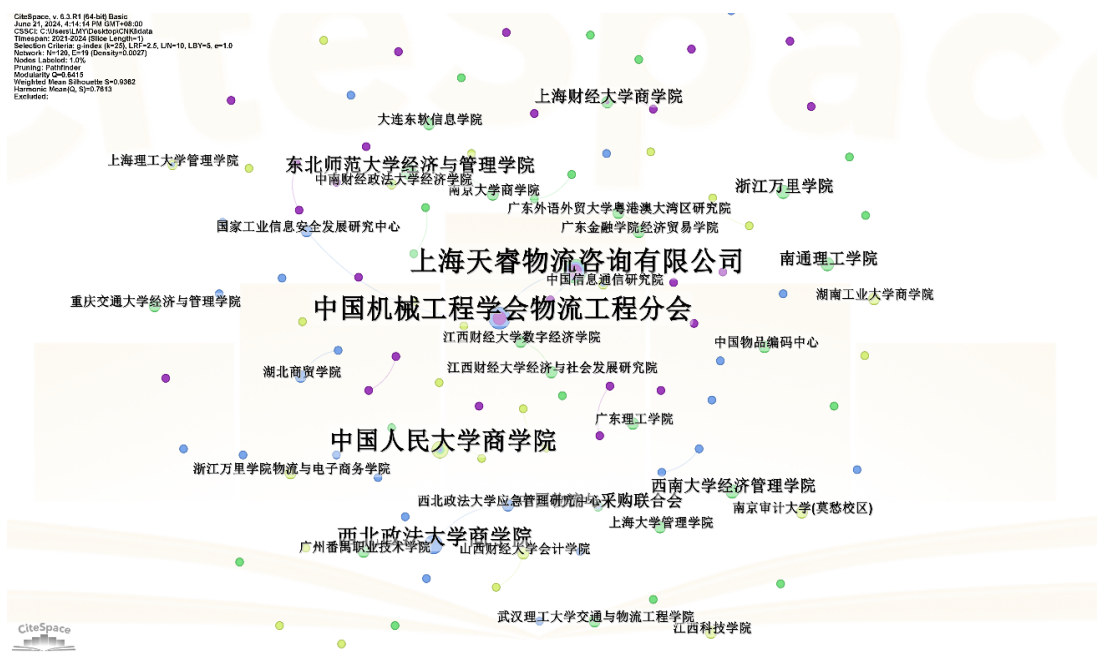 CiteSpace, v. 6.3.R1 (64-bit) Basic
June 21, 2024, 4:14:14 PM GMT+08:00
CSSCI: C:\Users\LMY\Desktop\CNKI\data
Timespan: 2021-2024 (Slice Length=1)
Selection Criteria: g-index (k=25), LRF=2.5, L/N=10, LBY=5, e=1.0
Network: N=120, E=19 (Density=0.0027)
Nodes Labeled: 1.0%
Pruning: Pathfinder
Modularity Q=0.6415
Weighted Mean Silhouette S=0.9362
Harmonic Mean(Q, S)=0.7613
Excluded:
上海财经大学商学院
大连东软信息学院
上海理工大学管理学院
东北师范大学经济与管理学院
中南财经政法大学经济学院
南京大学商学院
浙江万里学院
广东外语外贸大学粤港澳大湾区研究院
国家工业信息安全发展研究中心
广东金融学院经济贸易学院
上海天睿物流咨询有限公司
南通理工学院
中国信息通信研究院
湖南工业大学商学院
重庆交通大学经济与管理学院
中国机械工程学会物流工程分会
江西财经大学数字经济学院
中国物品编码中心
湖北商贸学院
江西财经大学经济与社会发展研究院
广东理工学院
中国人民大学商学院
浙江万里学院物流与电子商务学院
西南大学经济管理学院
西北政法大学应急管理研究中心
采购联合会
南京审计大学(莫愁校区)
上海大学管理学院
西北政法大学商学院
广州番禺职业技术学院
山西财经大学会计学院
武汉理工大学交通与物流工程学院
江西科技学院
CiteSpace